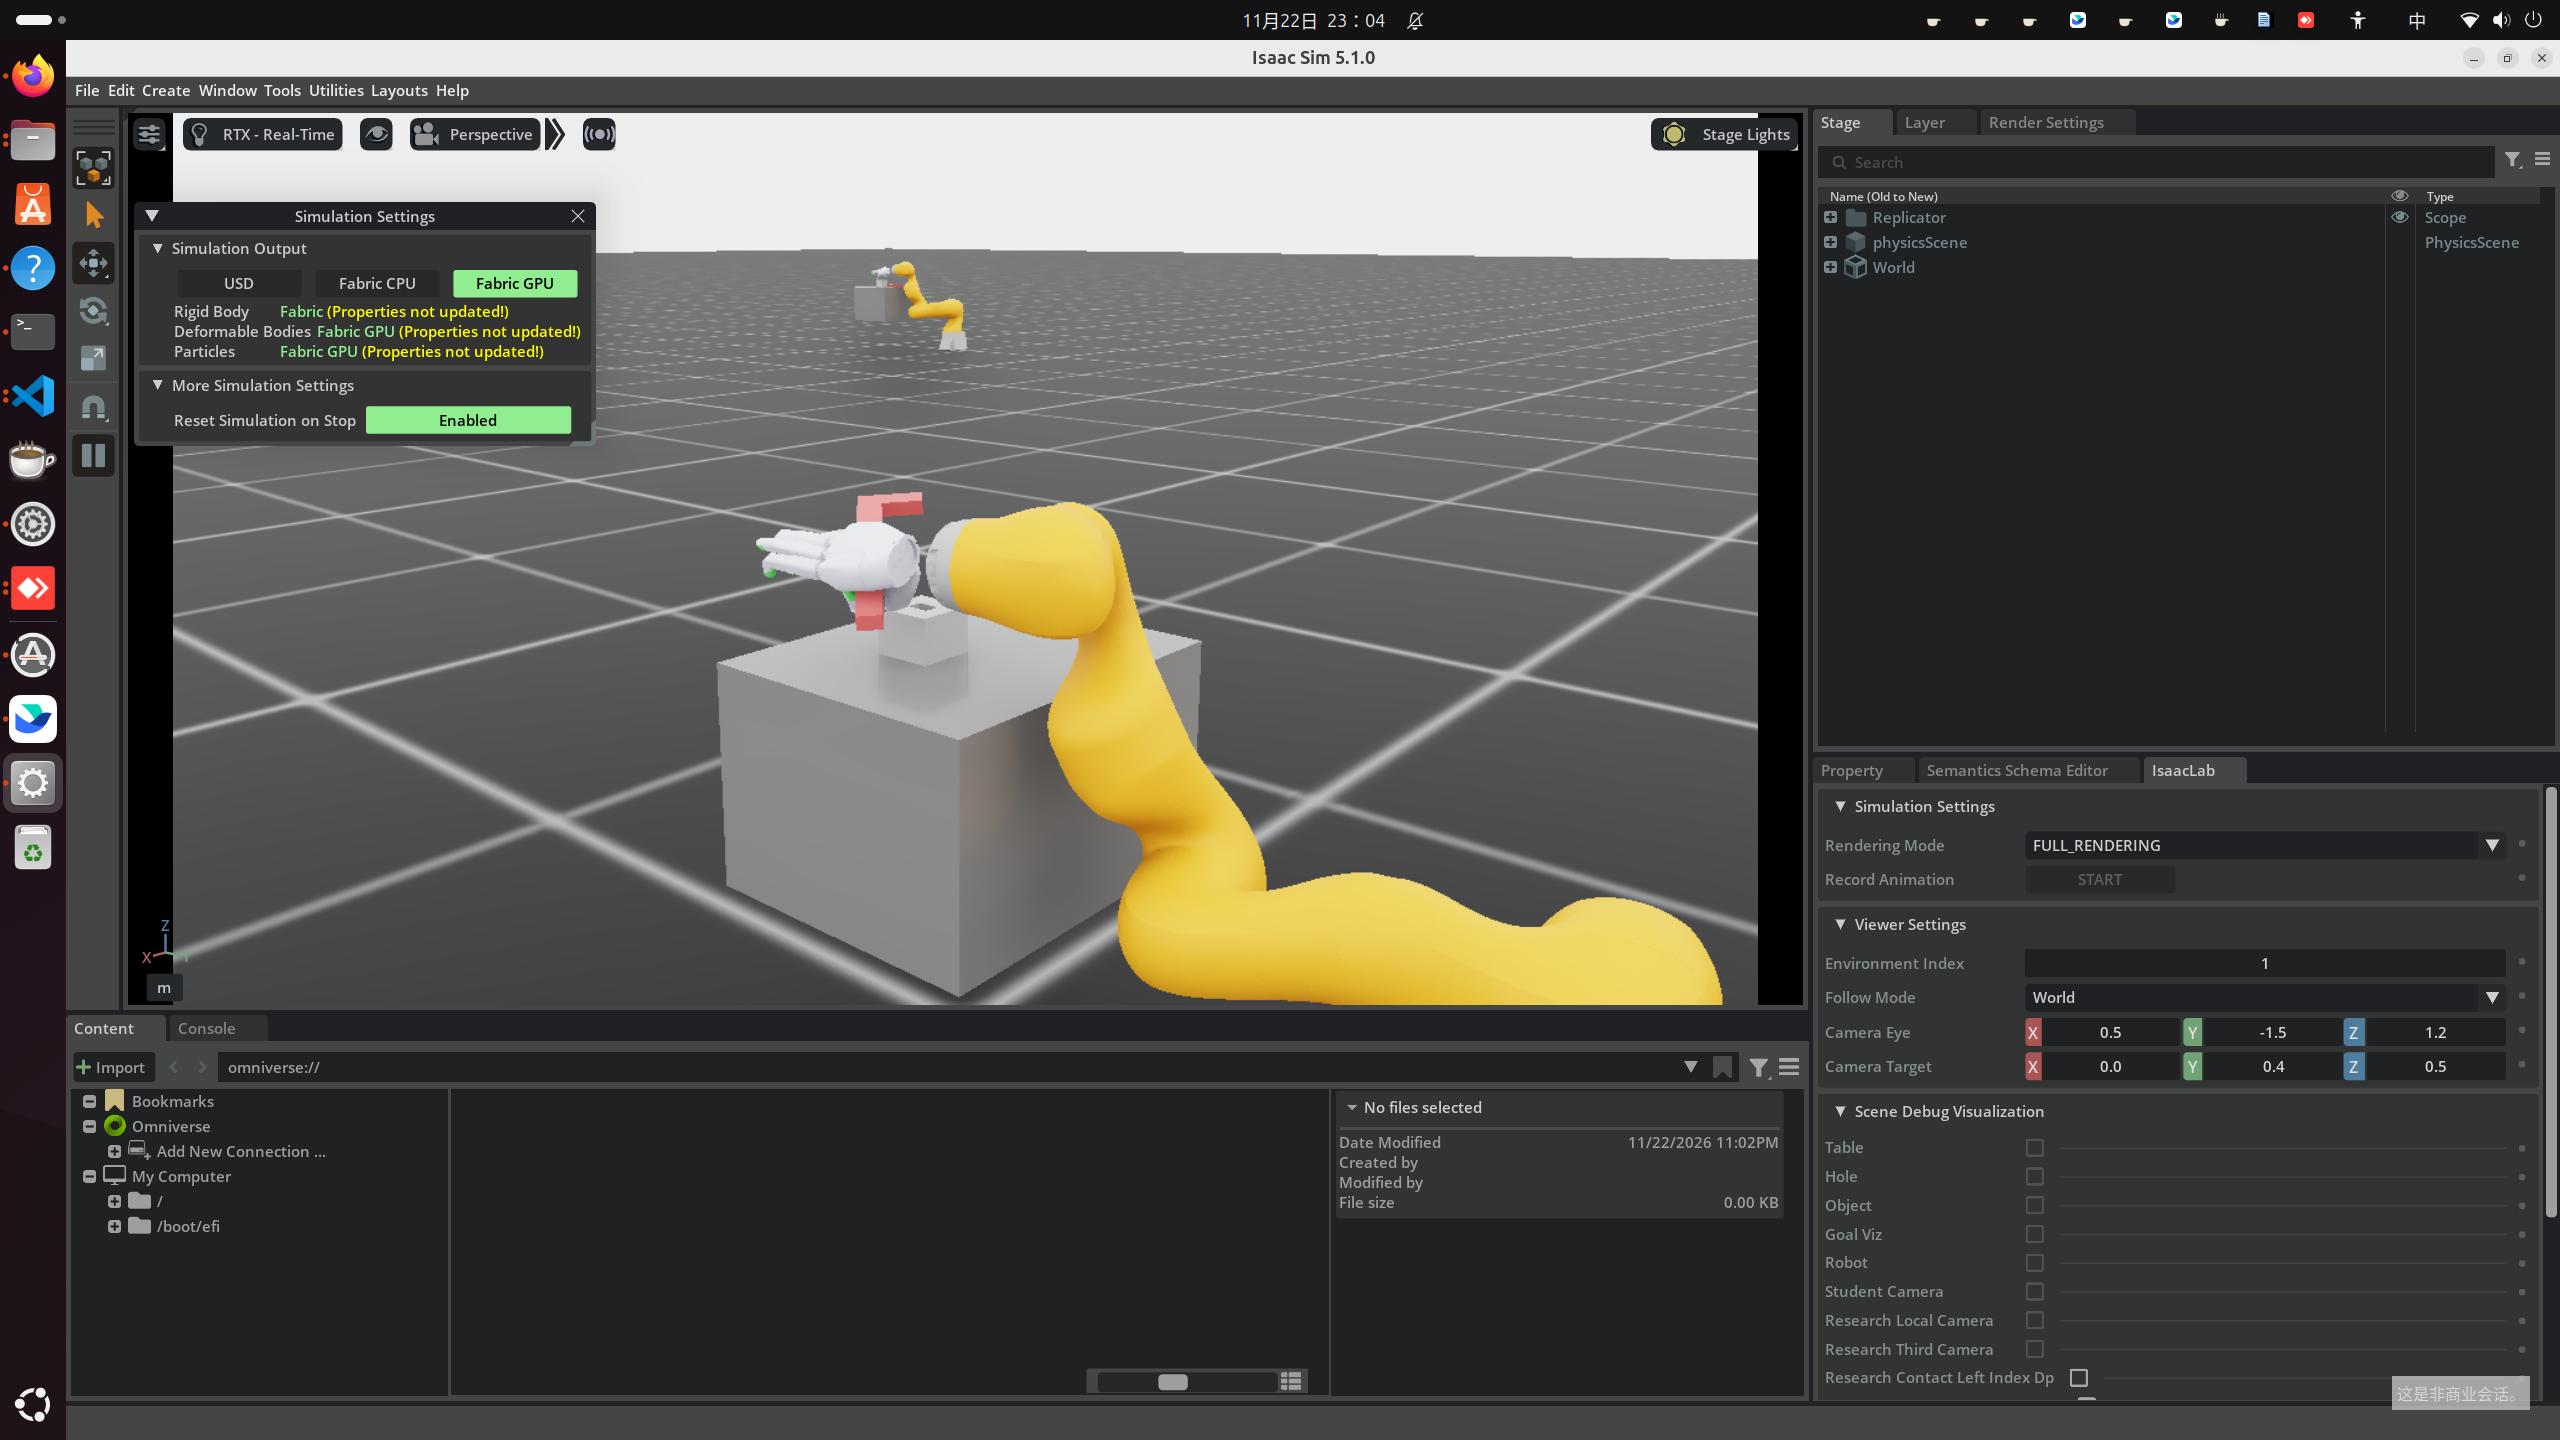 11月22日 23：04
中
Isaac Sim 5.1.0
File Edit Create Window Tools Utilities Layouts Help
RTX - Real-Time
Perspective
Stage Lights
Simulation Settings
Simulation Output
USD Fabric CPU Fabric GPU
Rigid Body Fabric (Properties not updated!)
Deformable Bodies Fabric GPU (Properties not updated!)
Particles Fabric GPU (Properties not updated!)
More Simulation Settings
Reset Simulation on Stop Enabled
Z
X
Y
m
Stage Layer Render Settings
Search
Name (Old to New) Type
Replicator Scope
physicsScene PhysicsScene
World
Property Semantics Schema Editor IsaacLab
Simulation Settings
Rendering Mode FULL_RENDERING
Record Animation START
Viewer Settings
Environment Index 1
Follow Mode World
Camera Eye X 0.5 Y -1.5 Z 1.2
Camera Target X 0.0 Y 0.4 Z 0.5
Scene Debug Visualization
Table
Hole
Object
Goal Viz
Robot
Student Camera
Research Local Camera
Research Third Camera
Research Contact Left Index Dp
这是非商业会话。
Content Console
Import omniverse://
Bookmarks
Omniverse
Add New Connection ...
My Computer
/
/boot/efi
No files selected
Date Modified 11/22/2026 11:02PM
Created by
Modified by
File size 0.00 KB